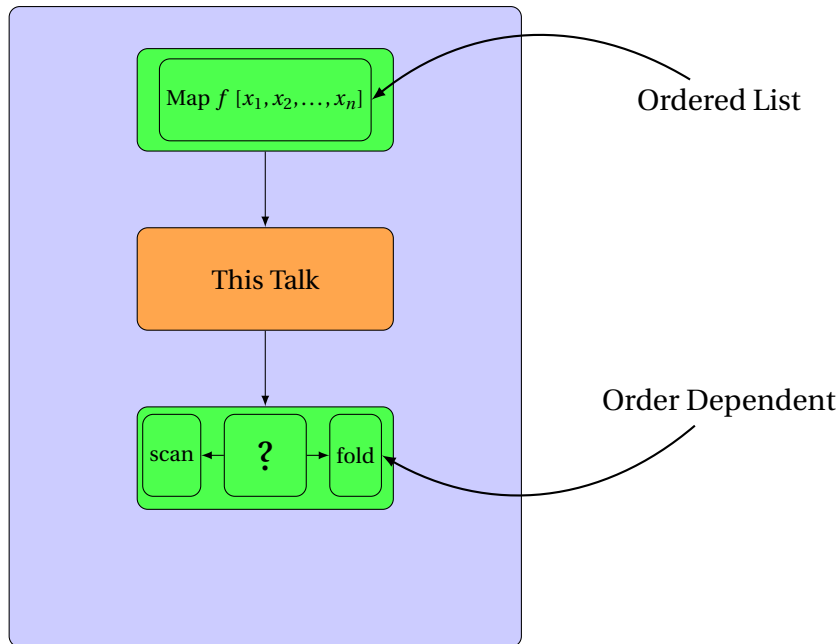 Map f [x₁, x₂, …, xₙ]
Ordered List
This Talk
Order Dependent
scan
?
fold